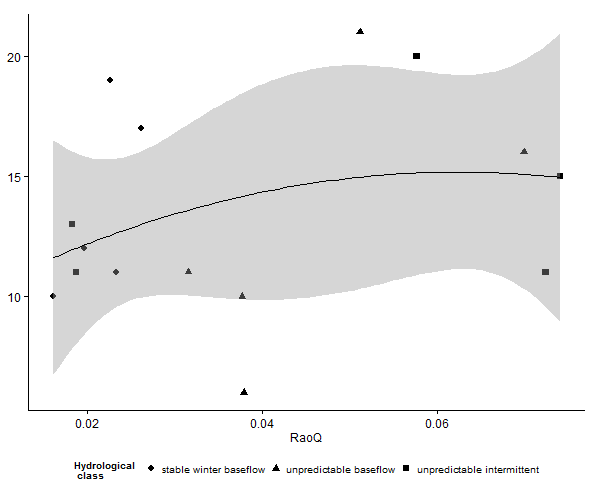 20
15
10
0.02 0.04 0.06
RaoQ
Hydrological class stable winter baseflow unpredictable baseflow unpredictable intermittent